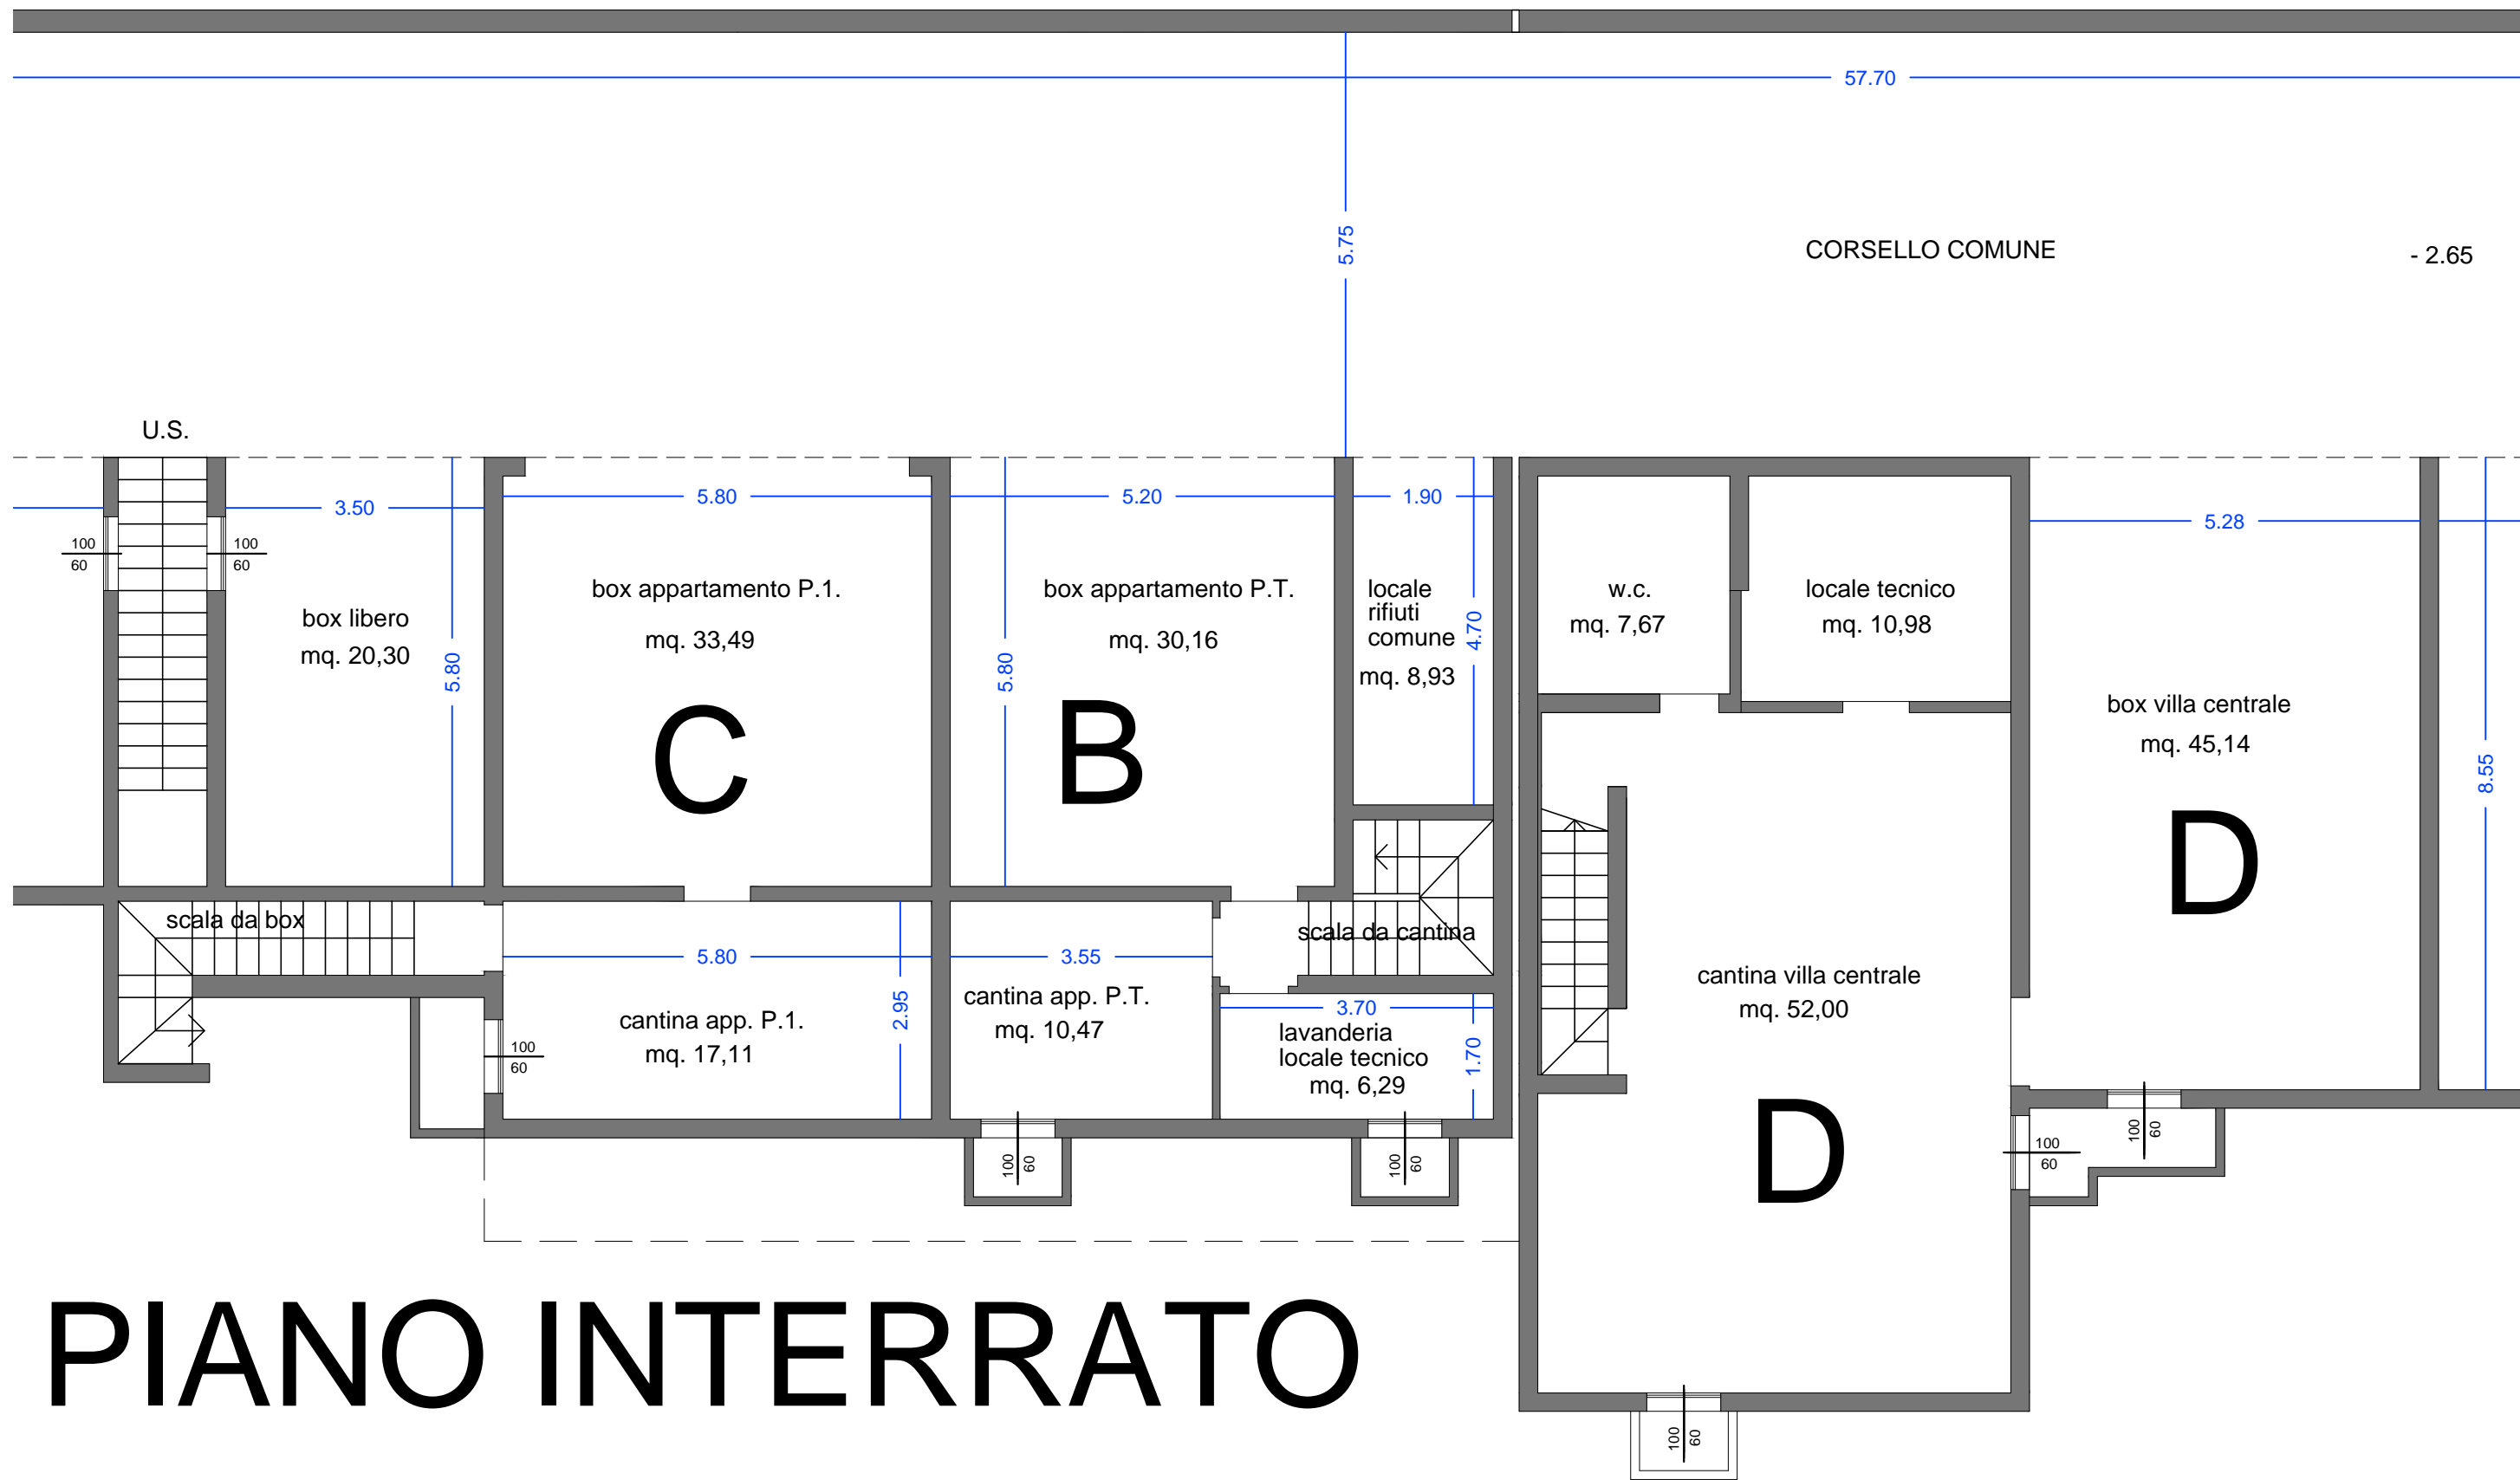 57.70
5.75
CORSELLO COMUNE
- 2.65
U.S.
3.50
5.80
5.20
1.90
5.28
100
60
100
60
box libero
mq. 20,30
5.80
box appartamento P.1.
mq. 33,49
C
box appartamento P.T.
mq. 30,16
5.80
B
locale
rifiuti
comune
mq. 8,93
4.70
w.c.
mq. 7,67
locale tecnico
mq. 10,98
box villa centrale
mq. 45,14
D
8.55
scala da box
scala da cantina
5.80
3.55
2.95
cantina app. P.1.
mq. 17,11
100
60
cantina app. P.T.
mq. 10,47
3.70
lavanderia
locale tecnico
mq. 6,29
1.70
cantina villa centrale
mq. 52,00
D
100
60
100
60
100
60
100
60
PIANO INTERRATO
100
60